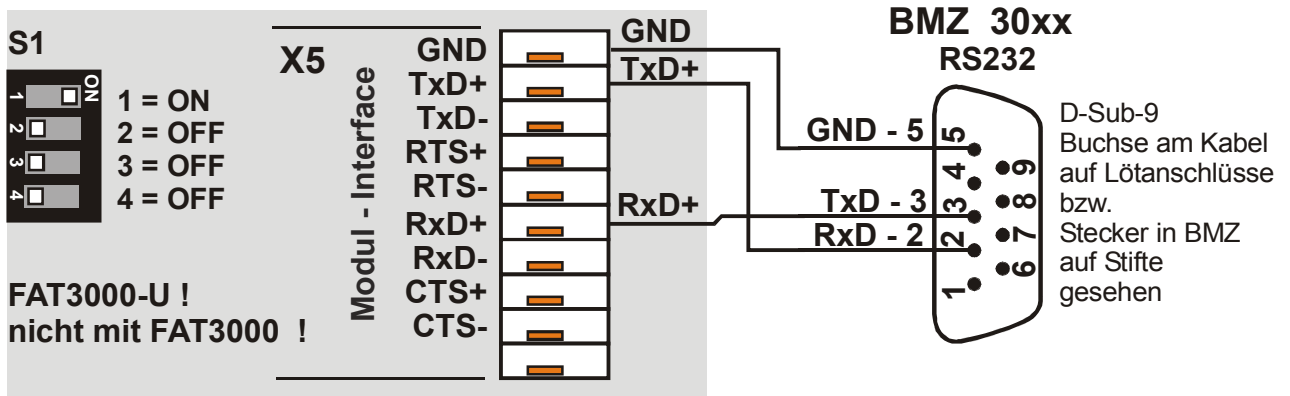 S1
ON
1
2
3
4
1 = ON
2 = OFF
3 = OFF
4 = OFF
FAT3000-U !
nicht mit FAT3000 !
X5
Modul - Interface
GND
TxD+
TxD-
RTS+
RTS-
RxD+
RxD-
CTS+
CTS-
GND
TxD+
RxD+
BMZ 30xx
RS232
GND - 5
TxD - 3
RxD - 2
5
4
3
2
1
9
8
7
6
D-Sub-9
Buchse am Kabel
auf Lötanschlüsse
bzw.
Stecker in BMZ
auf Stifte
gesehen